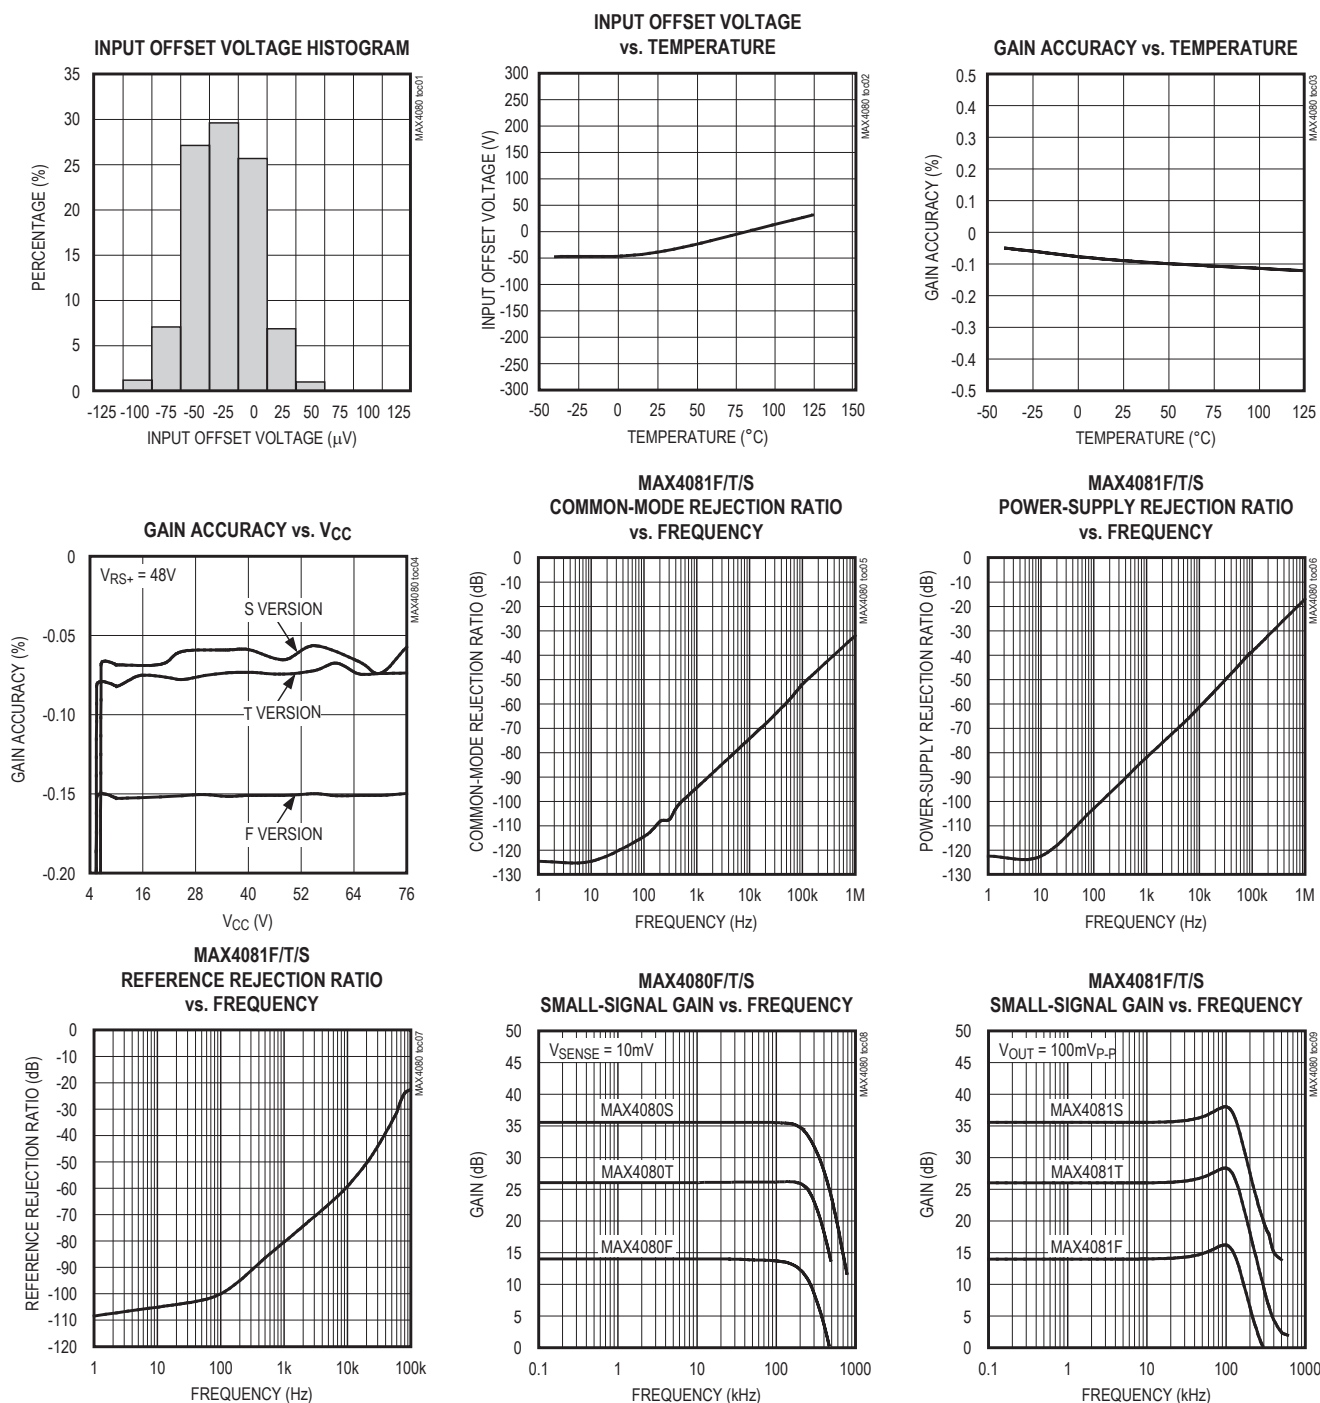 INPUT OFFSET VOLTAGE HISTOGRAM
35
30
25
20
15
10
5
0
PERCENTAGE (%)
-125 -100 -75 -50 -25 0 25 50 75 100 125
INPUT OFFSET VOLTAGE (μV)
MAX4080 toc01
INPUT OFFSET VOLTAGE
vs. TEMPERATURE
300
250
200
150
100
50
0
-50
-100
-150
-200
-250
-300
INPUT OFFSET VOLTAGE (V)
-50 -25 0 25 50 75 100 125 150
TEMPERATURE (°C)
MAX4080 toc02
GAIN ACCURACY vs. TEMPERATURE
0.5
0.4
0.3
0.2
0.1
0
-0.1
-0.2
-0.3
-0.4
-0.5
GAIN ACCURACY (%)
-50 -25 0 25 50 75 100 125
TEMPERATURE (°C)
MAX4080 toc03
GAIN ACCURACY vs. VCC
0
-0.05
-0.10
-0.15
-0.20
GAIN ACCURACY (%)
VRS+ = 48V
S VERSION
T VERSION
F VERSION
4 16 28 40 52 64 76
VCC (V)
MAX4080 toc04
MAX4081F/T/S
COMMON-MODE REJECTION RATIO
vs. FREQUENCY
0
-10
-20
-30
-40
-50
-60
-70
-80
-90
-100
-110
-120
-130
COMMON-MODE REJECTION RATIO (dB)
1 10 100 1k 10k 100k 1M
FREQUENCY (Hz)
MAX4080 toc05
MAX4081F/T/S
POWER-SUPPLY REJECTION RATIO
vs. FREQUENCY
0
-10
-20
-30
-40
-50
-60
-70
-80
-90
-100
-110
-120
-130
POWER-SUPPLY REJECTION RATIO (dB)
1 10 100 1k 10k 100k 1M
FREQUENCY (Hz)
MAX4080 toc06
MAX4081F/T/S
REFERENCE REJECTION RATIO
vs. FREQUENCY
0
-10
-20
-30
-40
-50
-60
-70
-80
-90
-100
-110
-120
REFERENCE REJECTION RATIO (dB)
1 10 100 1k 10k 100k
FREQUENCY (Hz)
MAX4080 toc07
MAX4080F/T/S
SMALL-SIGNAL GAIN vs. FREQUENCY
50
45
40
35
30
25
20
15
10
5
0
GAIN (dB)
VSENSE = 10mV
MAX4080S
MAX4080T
MAX4080F
0.1 1 10 100 1000
FREQUENCY (kHz)
MAX4080 toc08
MAX4081F/T/S
SMALL-SIGNAL GAIN vs. FREQUENCY
50
45
40
35
30
25
20
15
10
5
0
GAIN (dB)
VOUT = 100mVP-P
MAX4081S
MAX4081T
MAX4081F
0.1 1 10 100 1000
FREQUENCY (kHz)
MAX4080 toc09